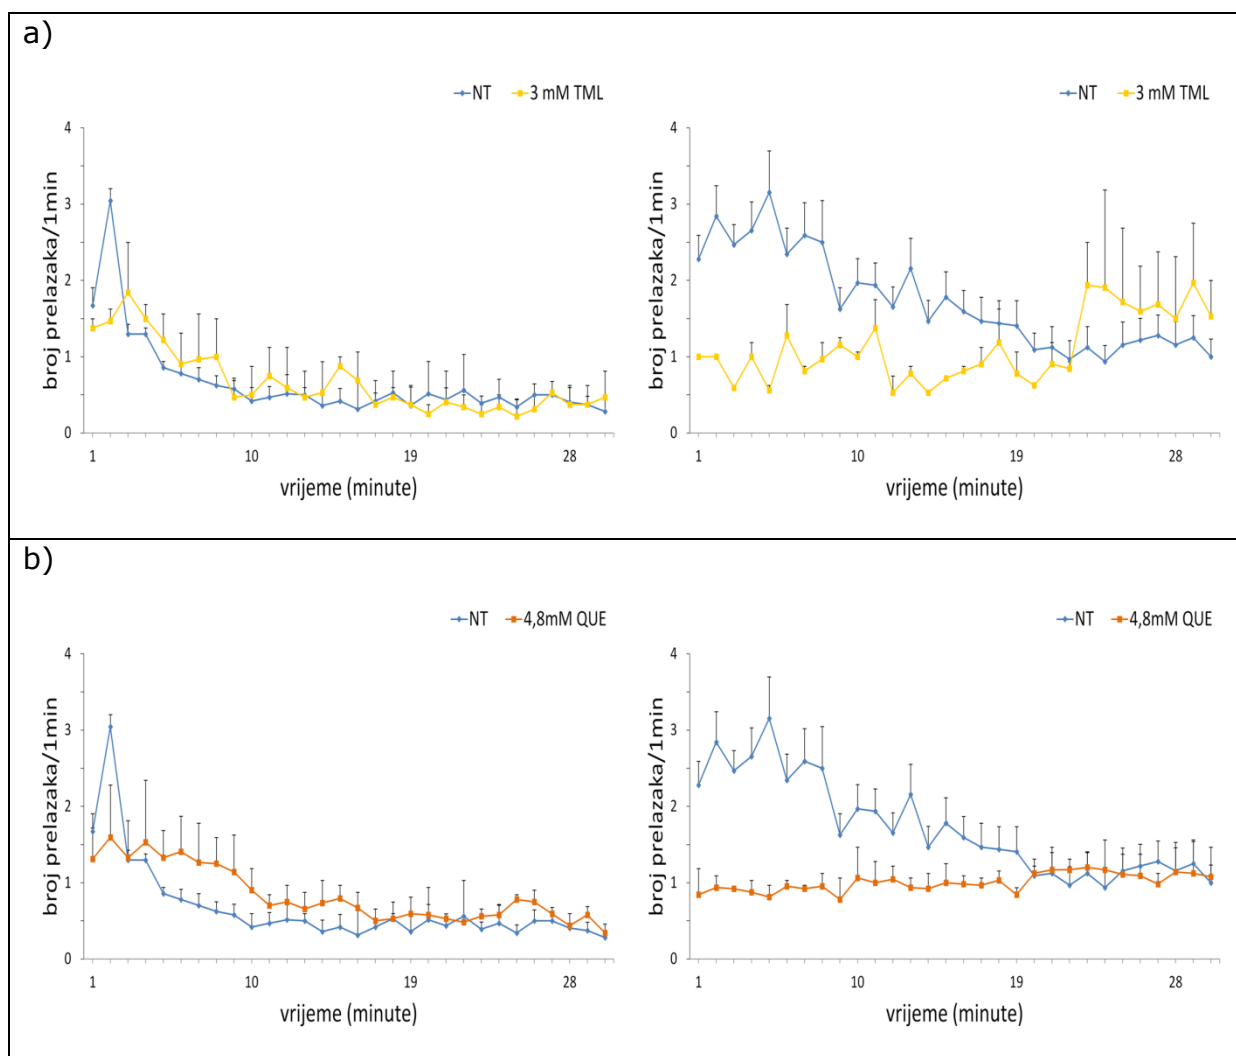 a)
NT 3 mM TML
broj prelazaka/1min
4
3
2
1
0
1 10 19 28
vrijeme (minute)
NT 3 mM TML
broj prelazaka/1min
4
3
2
1
0
1 10 19 28
vrijeme (minute)
b)
NT 4,8mM QUE
broj prelazaka/1min
4
3
2
1
0
1 10 19 28
vrijeme (minute)
NT 4,8mM QUE
broj prelazaka/1min
4
3
2
1
0
1 10 19 28
vrijeme (minute)